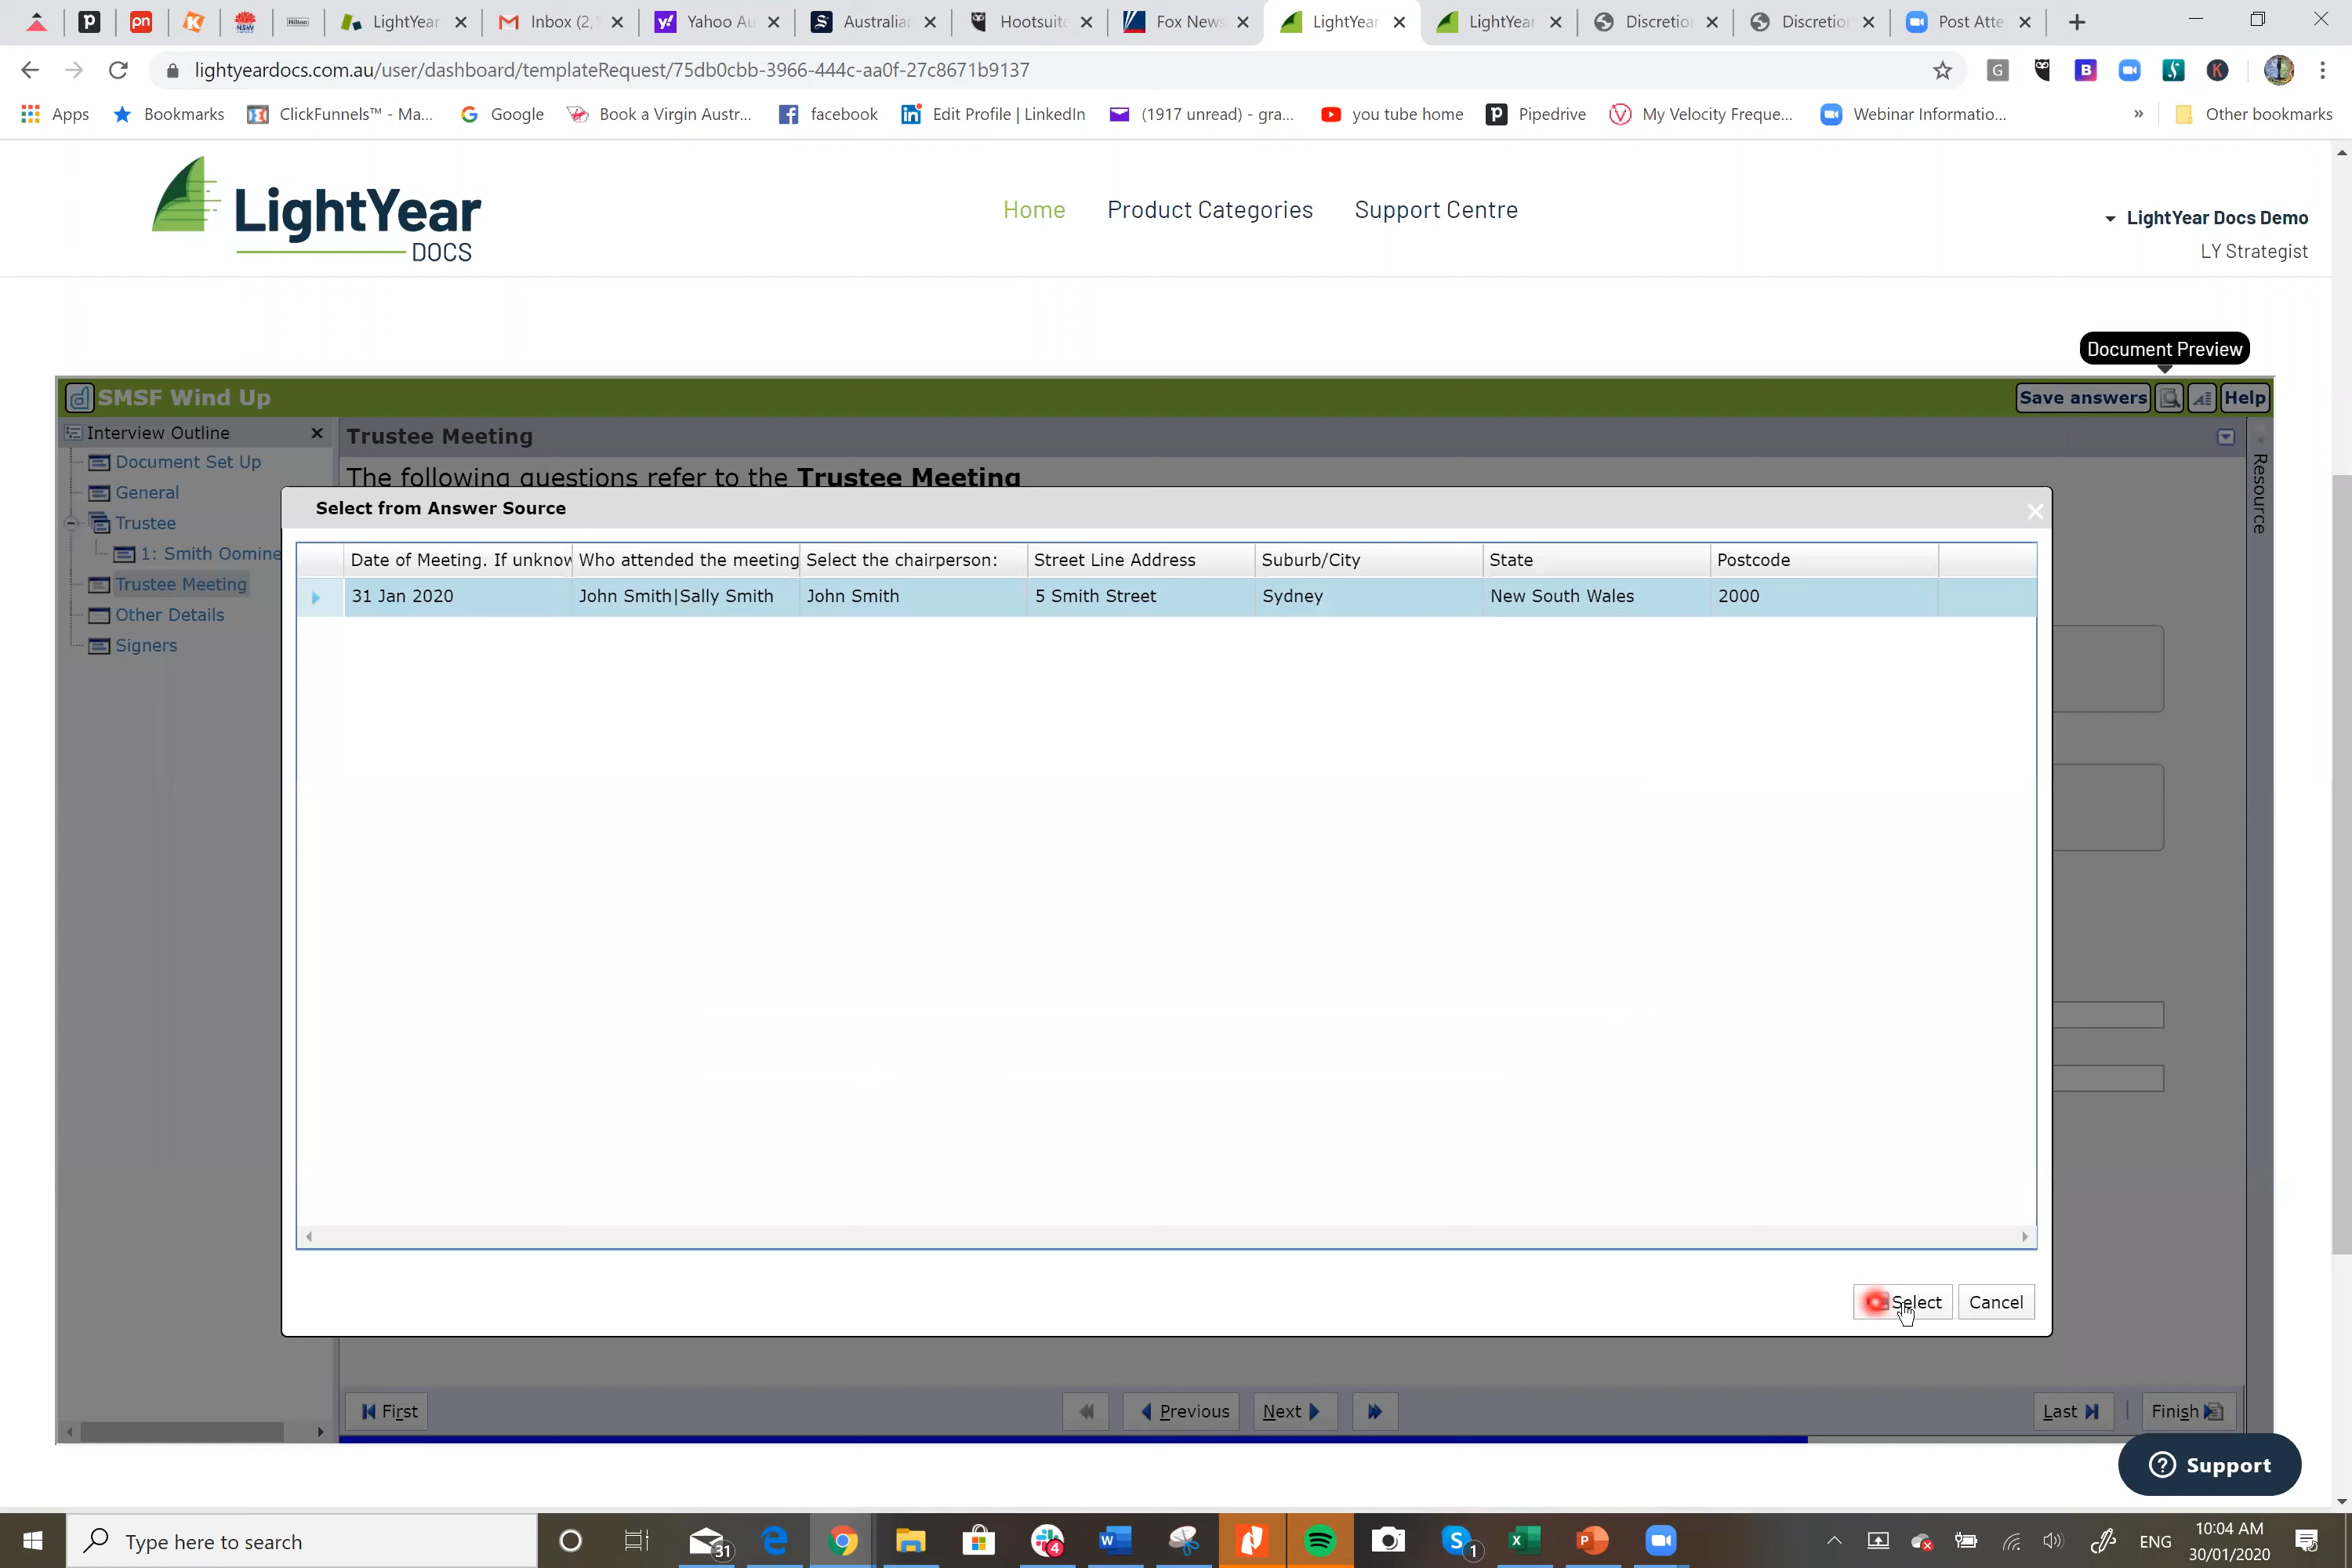 LightYear
Inbox (2,
Yahoo Au
Australia
Hootsuit
Fox News
LightYear
LightYear
Discretio
Discretio
Post Atte
lightyeardocs.com.au/user/dashboard/templateRequest/75db0cbb-3966-444c-aa0f-27c8671b9137
Apps
Bookmarks
ClickFunnels™ - Ma...
Google
Book a Virgin Austr...
facebook
Edit Profile | LinkedIn
(1917 unread) - gra...
you tube home
Pipedrive
My Velocity Freque...
Webinar Informatio...
»
Other bookmarks
LightYear
DOCS
Home
Product Categories
Support Centre
LightYear Docs Demo
LY Strategist
Document Preview
SMSF Wind Up
Save answers
Help
Interview Outline
Trustee Meeting
Document Set Up
The following questions refer to the Trustee Meeting
General
Trustee
1: Smith Oomine
Trustee Meeting
Other Details
Signers
Resource
Select from Answer Source
Date of Meeting. If unknow
Who attended the meeting
Select the chairperson:
Street Line Address
Suburb/City
State
Postcode
31 Jan 2020
John Smith|Sally Smith
John Smith
5 Smith Street
Sydney
New South Wales
2000
Select
Cancel
First
Previous
Next
Last
Finish
Support
Type here to search
31
4
1
ENG
10:04 AM
30/01/2020